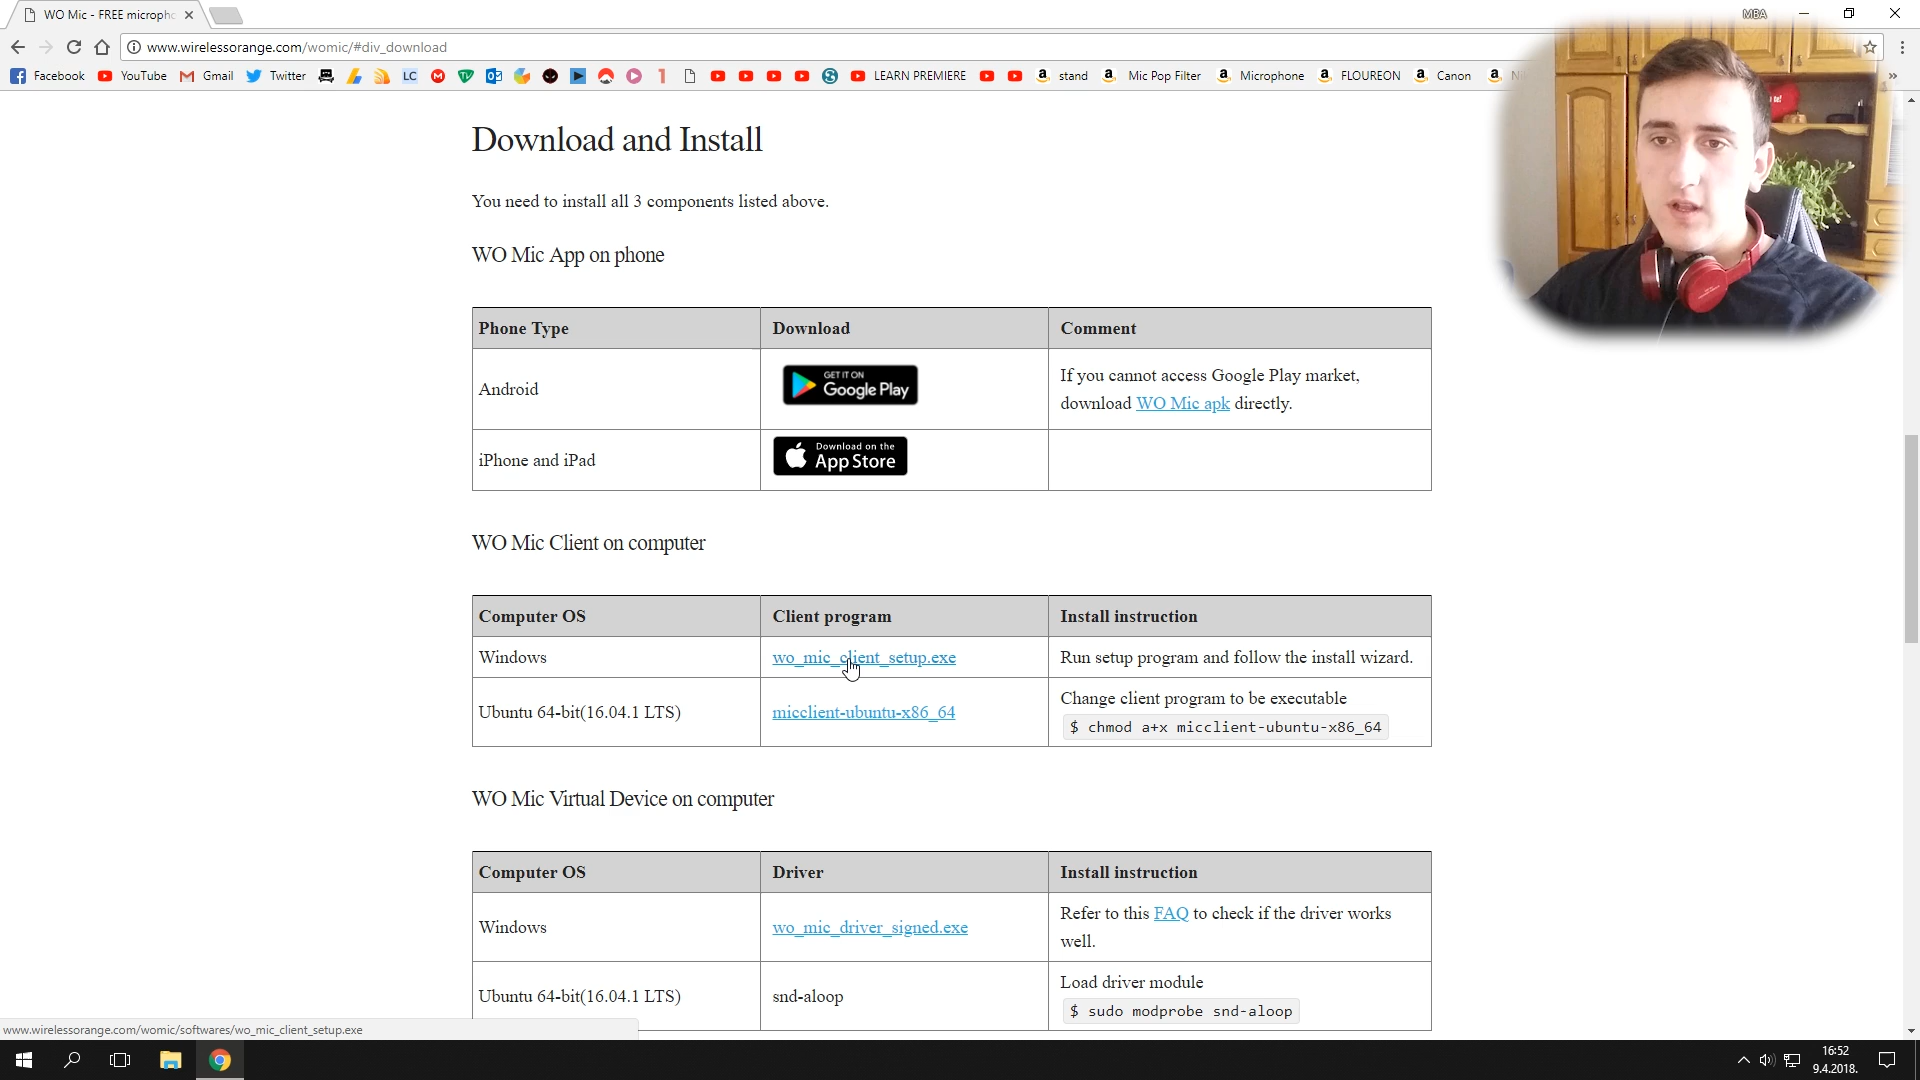 WO Mic - FREE microph
MBA
www.wirelessorange.com/womic/#div_download
Facebook YouTube Gmail Twitter LC LEARN PREMIERE stand Mic Pop Filter Microphone FLOUREON Canon
Download and Install
You need to install all 3 components listed above.
WO Mic App on phone
Phone Type Download Comment
Android GET IT ON Google Play If you cannot access Google Play market,
download WO Mic apk directly.
iPhone and iPad Download on the App Store
WO Mic Client on computer
Computer OS Client program Install instruction
Windows wo_mic_client_setup.exe Run setup program and follow the install wizard.
Ubuntu 64-bit(16.04.1 LTS) micclient-ubuntu-x86_64 Change client program to be executable
$ chmod a+x micclient-ubuntu-x86_64
WO Mic Virtual Device on computer
Computer OS Driver Install instruction
Windows wo_mic_driver_signed.exe Refer to this FAQ to check if the driver works
well.
Ubuntu 64-bit(16.04.1 LTS) snd-aloop Load driver module
$ sudo modprobe snd-aloop
www.wirelessorange.com/womic/softwares/wo_mic_client_setup.exe
16:52
9.4.2018.